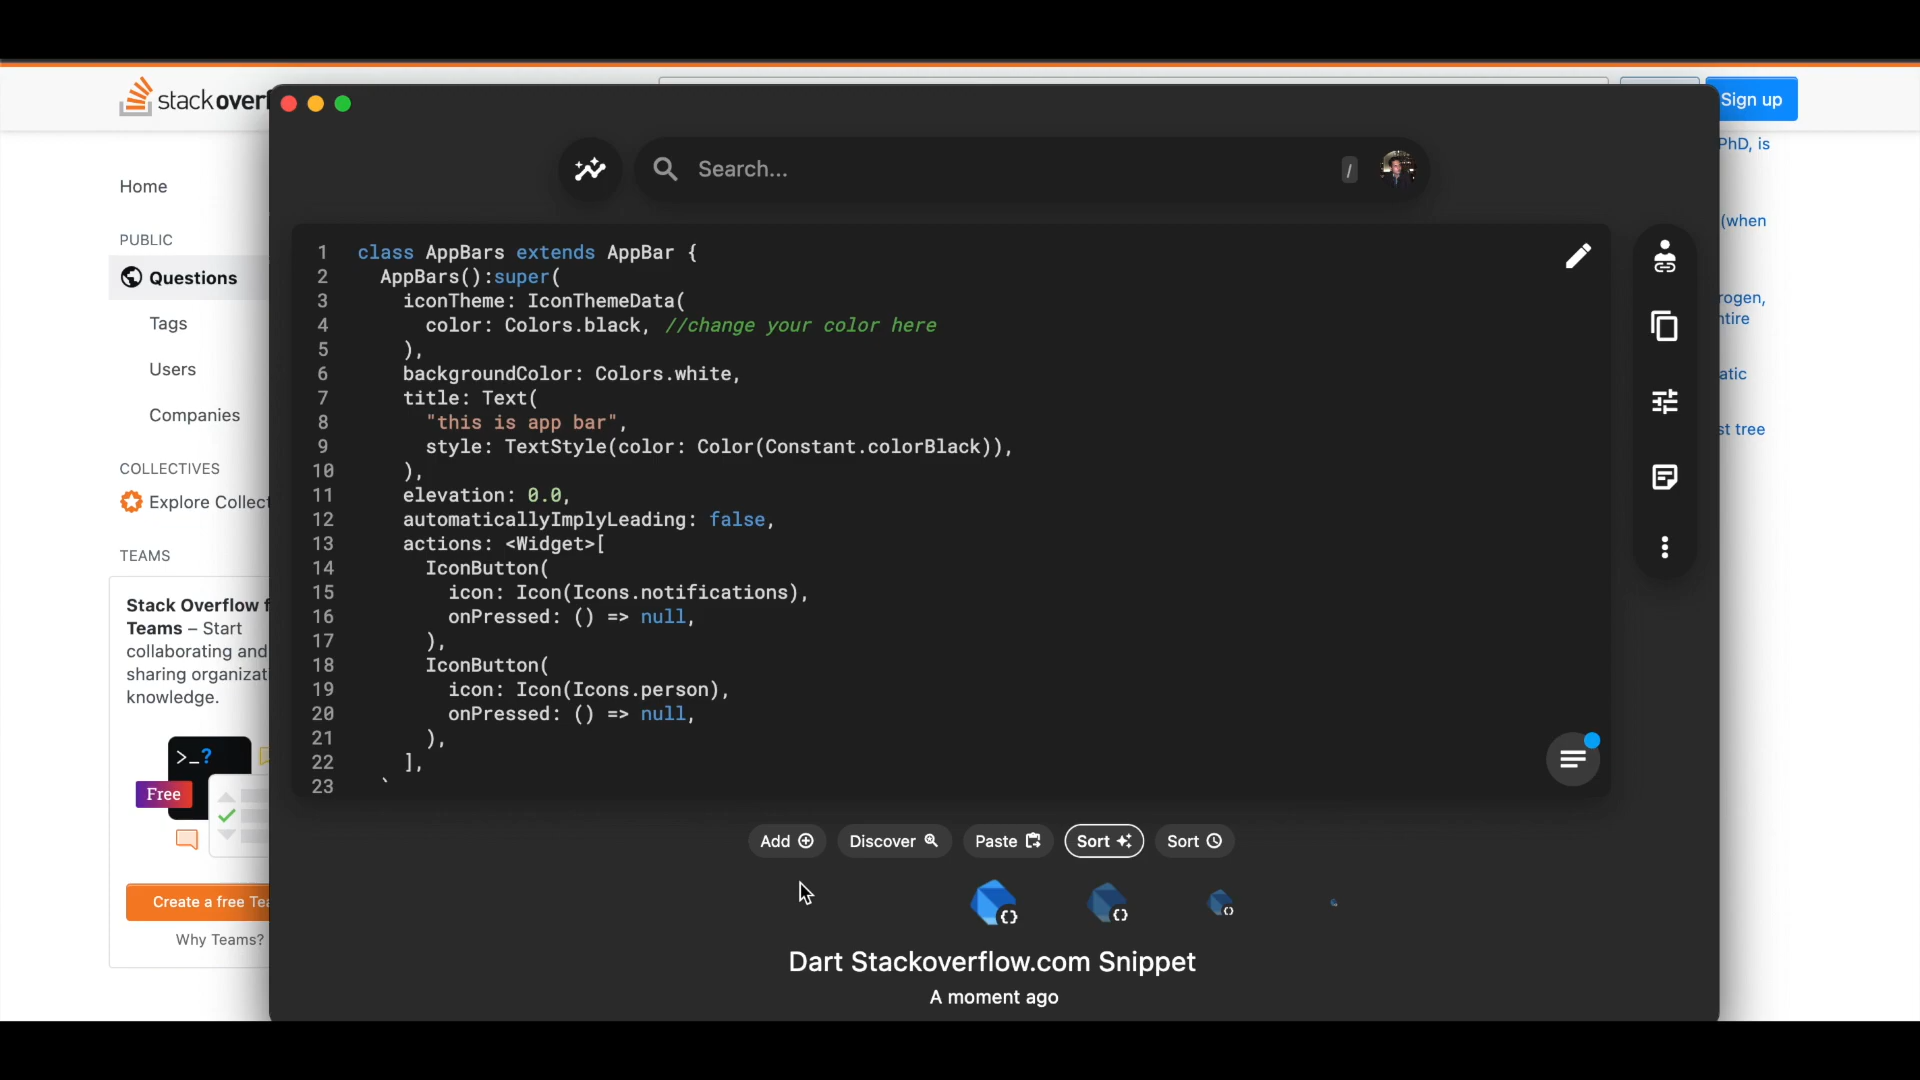 stackoverf
Sign up
PhD, is
Search...
/
Home
(when
PUBLIC
Questions
rogen,
ntire
Tags
Users
atic
Companies
st tree
COLLECTIVES
Explore Collect
TEAMS
Stack Overflow f
Teams – Start
collaborating and
sharing organizat
knowledge.
>_?
Free
Create a free Tea
Why Teams?
1 class AppBars extends AppBar {
2 AppBars():super(
3 iconTheme: IconThemeData(
4 color: Colors.black, //change your color here
5 ),
6 backgroundColor: Colors.white,
7 title: Text(
8 "this is app bar",
9 style: TextStyle(color: Color(Constant.colorBlack)),
10 ),
11 elevation: 0.0,
12 automaticallyImplyLeading: false,
13 actions: <Widget>[
14 IconButton(
15 icon: Icon(Icons.notifications),
16 onPressed: () => null,
17 ),
18 IconButton(
19 icon: Icon(Icons.person),
20 onPressed: () => null,
21 ),
22 ],
23
Add
Discover
Paste
Sort
Sort
{}
{}
{}
Dart Stackoverflow.com Snippet
A moment ago